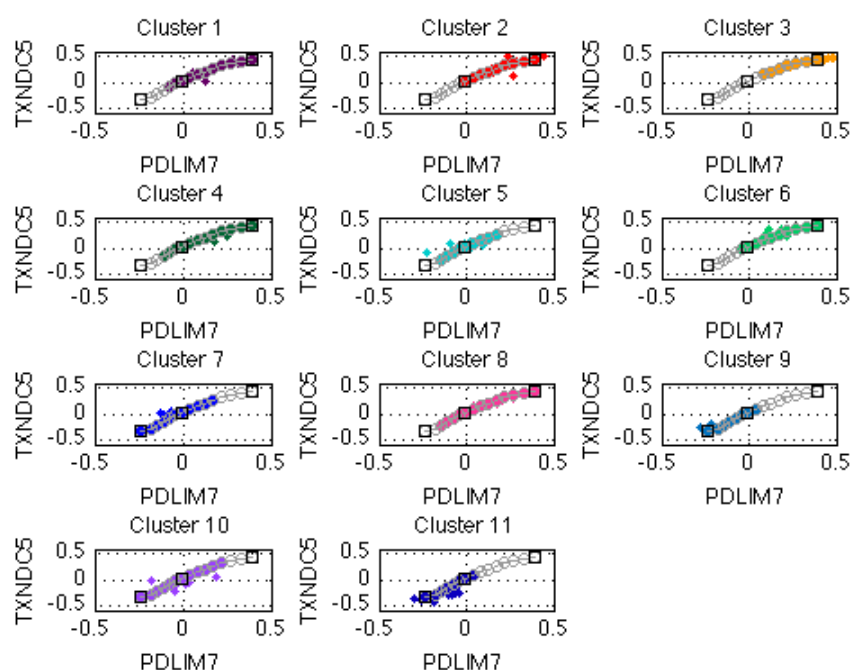 Cluster 1 Cluster 2 Cluster 3
TXNDC5 0.5 0 -0.5 TXNDC5 0.5 0 -0.5 TXNDC5 0.5 0 -0.5
-0.5 0 0.5 -0.5 0 0.5 -0.5 0 0.5
PDLIM7 PDLIM7 PDLIM7
Cluster 4 Cluster 5 Cluster 6
TXNDC5 0.5 0 -0.5 TXNDC5 0.5 0 -0.5 TXNDC5 0.5 0 -0.5
-0.5 0 0.5 -0.5 0 0.5 -0.5 0 0.5
PDLIM7 PDLIM7 PDLIM7
Cluster 7 Cluster 8 Cluster 9
TXNDC5 0.5 0 -0.5 TXNDC5 0.5 0 -0.5 TXNDC5 0.5 0 -0.5
-0.5 0 0.5 -0.5 0 0.5 -0.5 0 0.5
PDLIM7 PDLIM7 PDLIM7
Cluster 10 Cluster 11
TXNDC5 0.5 0 -0.5 TXNDC5 0.5 0 -0.5
-0.5 0 0.5 -0.5 0 0.5
PDLIM7 PDLIM7